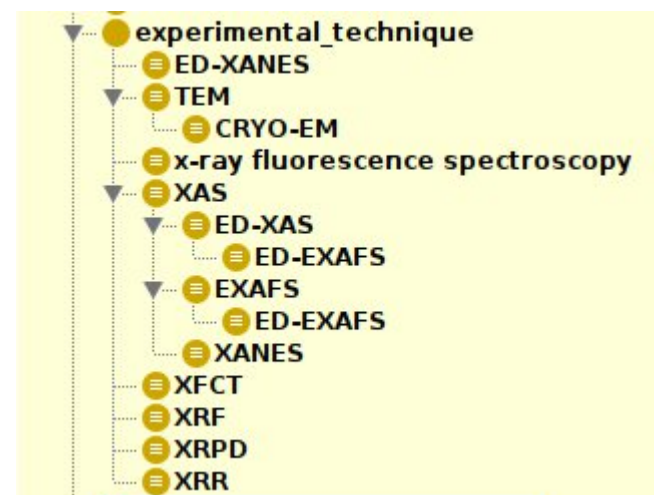 experimental_technique
ED-XANES
TEM
CRYO-EM
x-ray fluorescence spectroscopy
XAS
ED-XAS
ED-EXAFS
EXAFS
ED-EXAFS
XANES
XFCT
XRF
XRPD
XRR